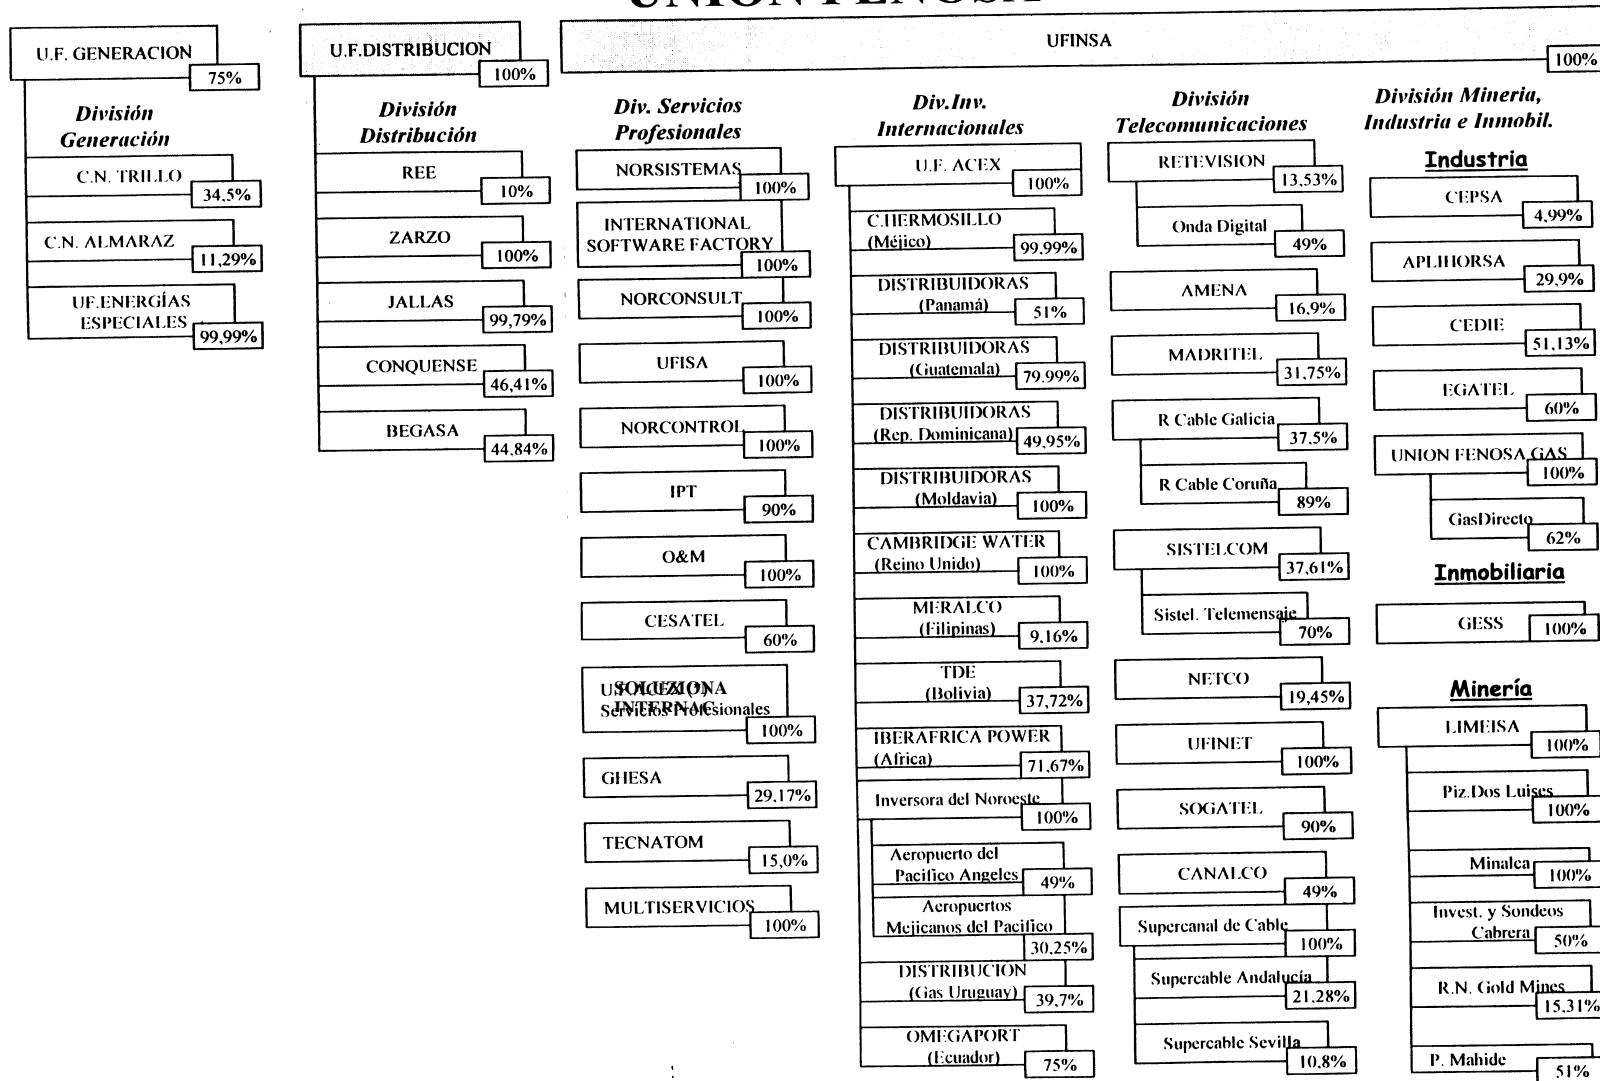 UNION FENOSA
U.F. GENERACION
75%
División
Generación
C.N. TRILLO
34,5%
C.N. ALMARAZ
11,29%
UF.ENERGÍAS
ESPECIALES
99,99%
U.F.DISTRIBUCION
100%
División
Distribución
REE
10%
ZARZO
100%
JALLAS
99,79%
CONQUENSE
46,41%
BEGASA
44,84%
UFINSA
100%
Div. Servicios
Profesionales
NORSISTEMAS
100%
INTERNATIONAL
SOFTWARE FACTORY
100%
NORCONSULT
100%
UFISA
100%
NORCONTROL
100%
IPT
90%
O&M
100%
CESATEL
60%
SOLUZIONA
INTERNAC
Servicios Profesionales
100%
GHESA
29,17%
TECNATOM
15,0%
MULTISERVICIOS
100%
Div.Inv.
Internacionales
U.F. ACEX
100%
C.HERMOSILLO
(Méjico)
99,99%
DISTRIBUIDORAS
(Panamá)
51%
DISTRIBUIDORAS
(Guatemala)
79,99%
DISTRIBUIDORAS
(Rep. Dominicana)
49,95%
DISTRIBUIDORAS
(Moldavia)
100%
CAMBRIDGE WATER
(Reino Unido)
100%
MERALCO
(Filipinas)
9,16%
TDE
(Bolivia)
37,72%
IBERAFRICA POWER
(Africa)
71,67%
Inversora del Noroeste
100%
Aeropuerto del
Pacifico Angeles
49%
Aeropuertos
Mejicanos del Pacifico
30,25%
DISTRIBUCION
(Gas Uruguay)
39,7%
OMEGAPORT
(Ecuador)
75%
División
Telecomunicaciones
RETEVISION
13,53%
Onda Digital
49%
AMENA
16,9%
MADRITEL
31,75%
R Cable Galicia
37,5%
R Cable Coruña
89%
SISTELCOM
37,61%
Sistel. Telemensaje
70%
NETCO
19,45%
UFINET
100%
SOGATEL
90%
CANALCO
49%
Supercanal de Cable
100%
Supercable Andalucía
21,28%
Supercable Sevilla
10,8%
División Mineria,
Industria e Inmobil.
Industria
CEPSA
4,99%
APLIHORSA
29,9%
CEDIE
51,13%
EGATEL
60%
UNION FENOSA GAS
100%
GasDirecto
62%
Inmobiliaria
GESS
100%
Minería
LIMEISA
100%
Piz.Dos Luises
100%
Minalca
100%
Invest. y Sondeos
Cabrera
50%
R.N. Gold Mines
15,31%
P. Mahide
51%